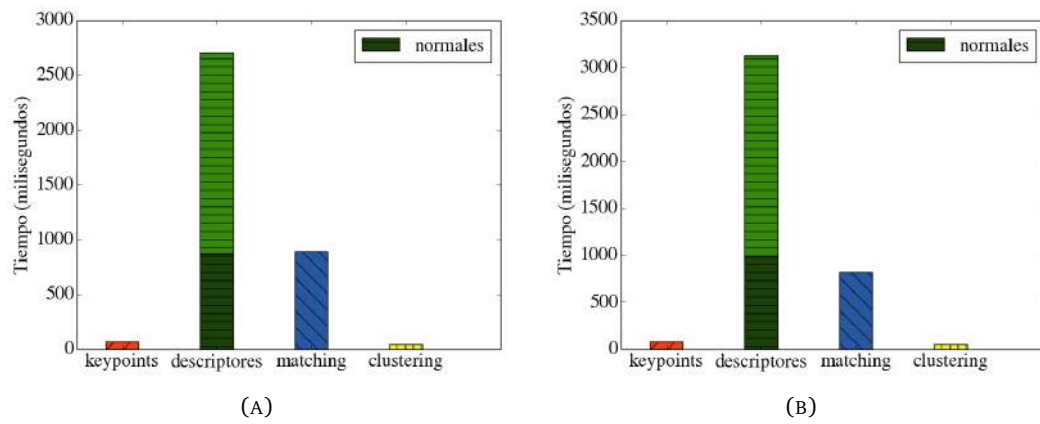 3000
2500
2000
1500
1000
500
0
Tiempo (milisegundos)
normales
keypoints descriptores matching clustering
(A)
3500
3000
2500
2000
1500
1000
500
0
Tiempo (milisegundos)
normales
keypoints descriptores matching clustering
(B)